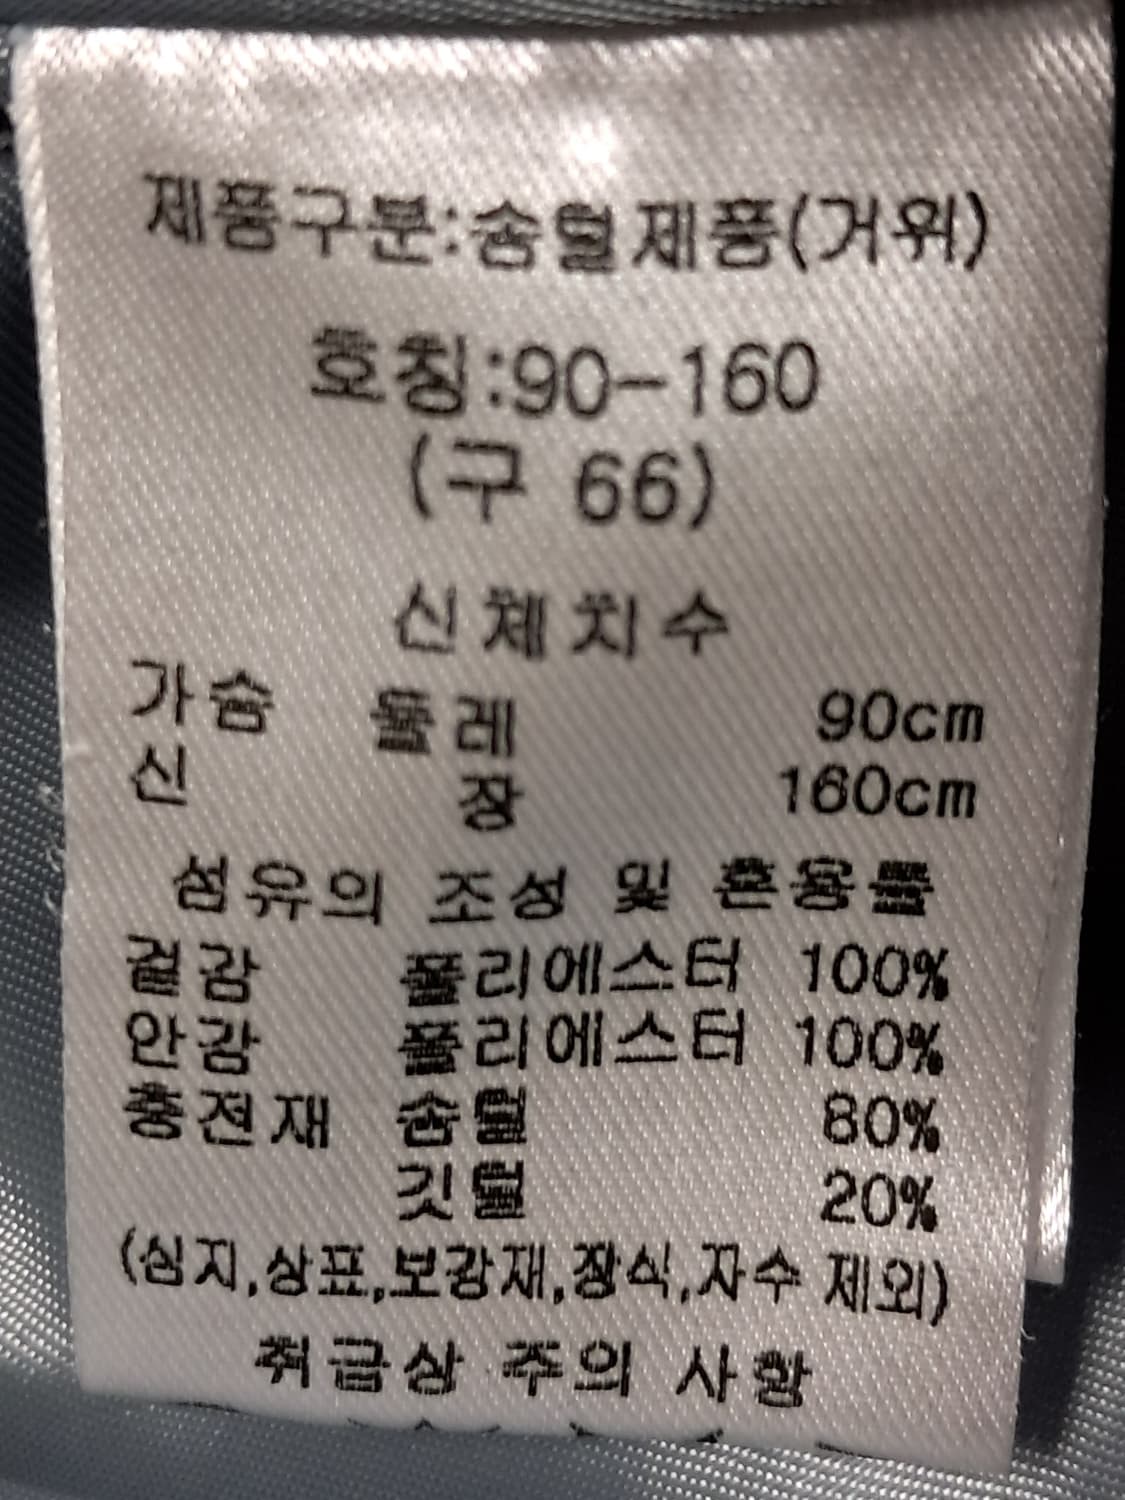 제품구분:솜털제품(거위)
호칭:90-160
(구 66)
신체치수
가슴 둘레 90cm
신 장 160cm
섬유의 조성 및 혼용률
겉감 폴리에스터 100%
안감 폴리에스터 100%
충전재 솜털 80%
깃털 20%
(심지,상표,보강재,장식,자수 제외)
취급상 주의 사항